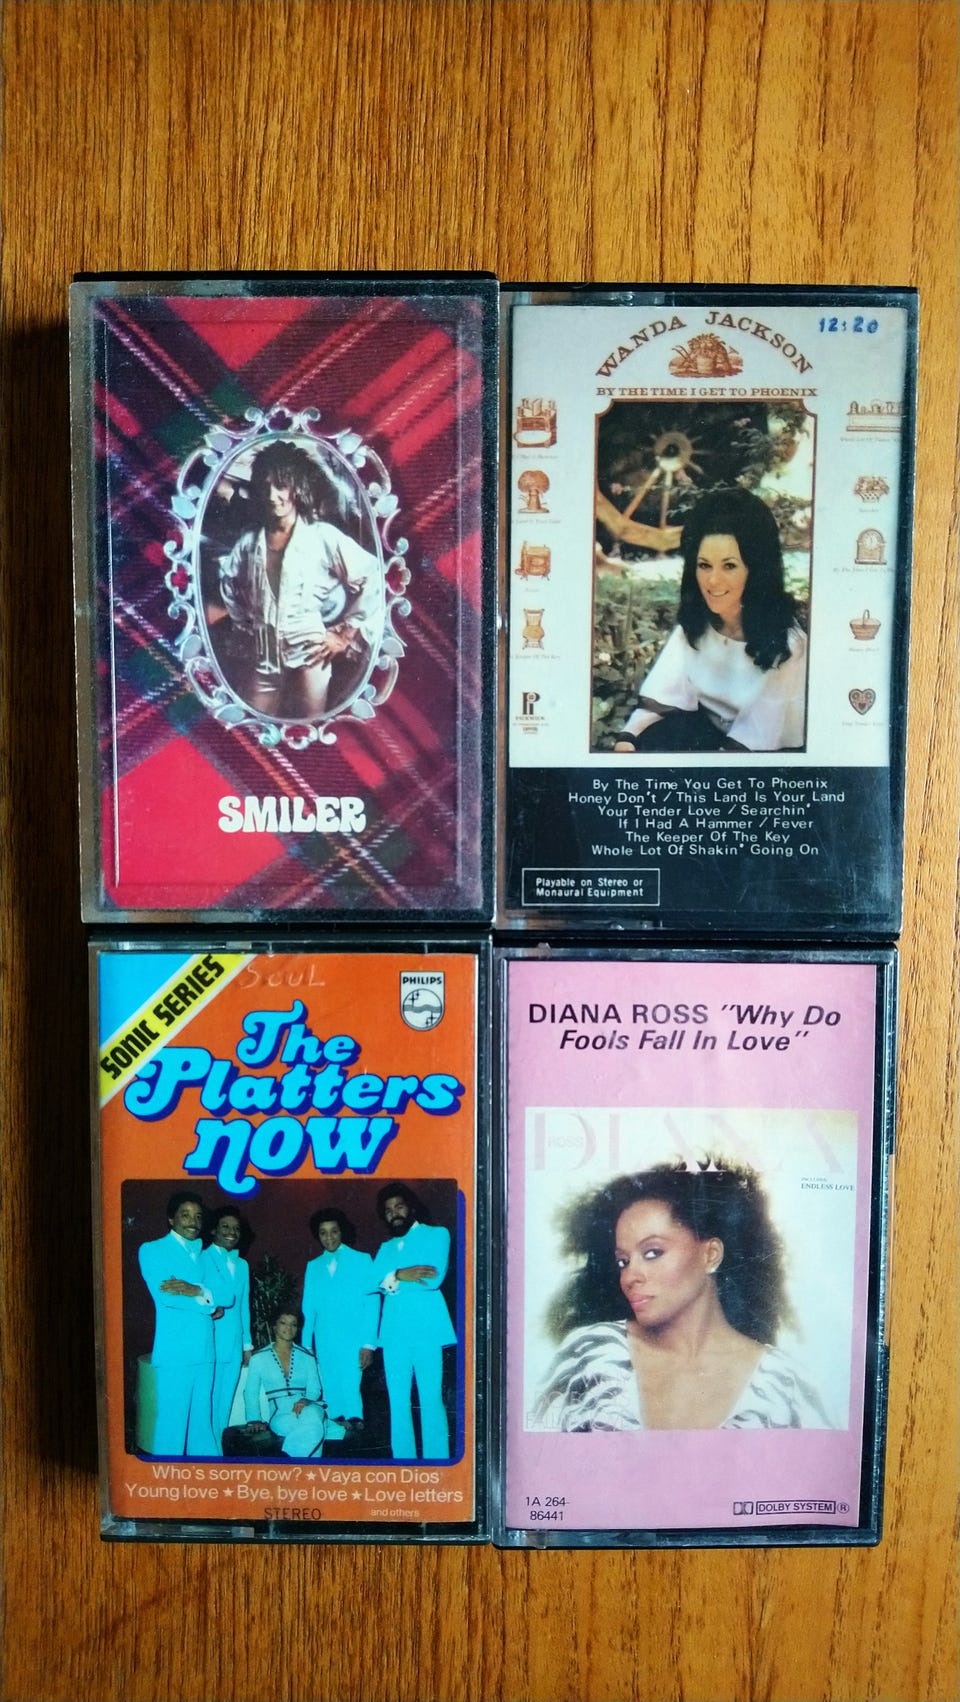 SMILER
WANDA JACKSON
12:20
BY THE TIME I GET TO PHOENIX
PICKWICK
By The Time You Get To Phoenix
Honey Don't / This Land Is Your Land
Your Tender Love / Searchin'
If I Had A Hammer / Fever
The Keeper Of The Key
Whole Lot Of Shakin' Going On
Playable on Stereo or
Monaural Equipment
SONIC SERIES
SOUL
PHILIPS
The
Platters
now
Who's sorry now? ★ Vaya con Dios
Young love ★ Bye, bye love ★ Love letters
STEREO
and others
DIANA ROSS "Why Do
Fools Fall In Love"
DIANA
ROSS
ENDLESS LOVE
1A 264-
86441
DOLBY SYSTEM ®